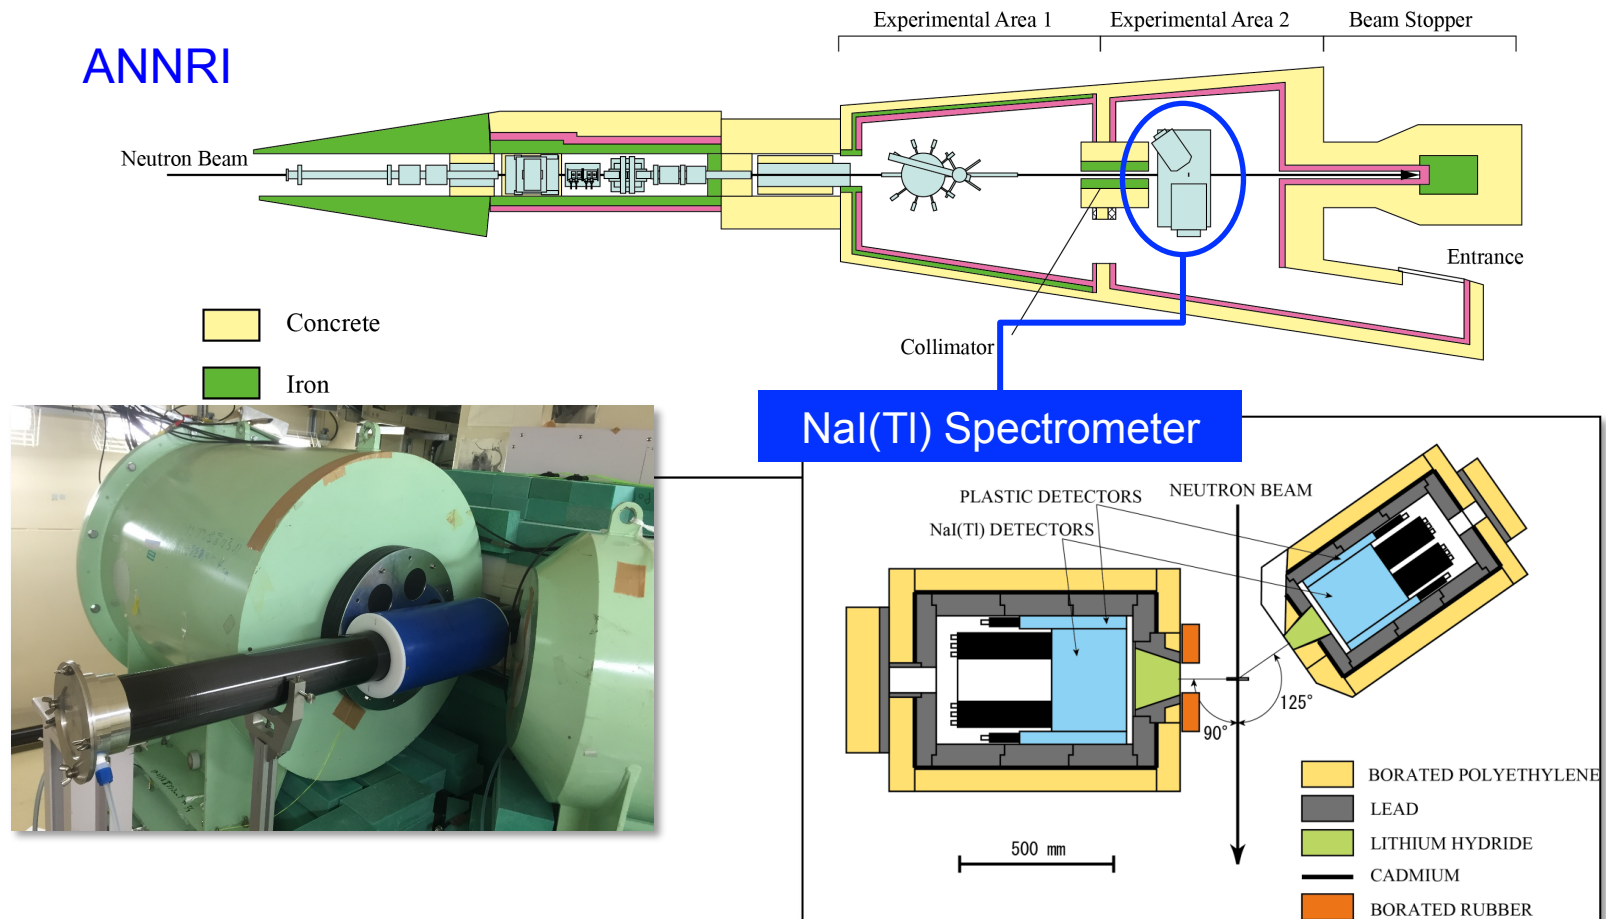 Experimental Area 1
Experimental Area 2
Beam Stopper
ANNRI
Neutron Beam
Entrance
Concrete
Collimator
Iron
NaI(Tl) Spectrometer
PLASTIC DETECTORS
NEUTRON BEAM
NaI(Tl) DETECTORS
125°
90°
BORATED POLYETHYLENE
LEAD
500 mm
LITHIUM HYDRIDE
CADMIUM
BORATED RUBBER